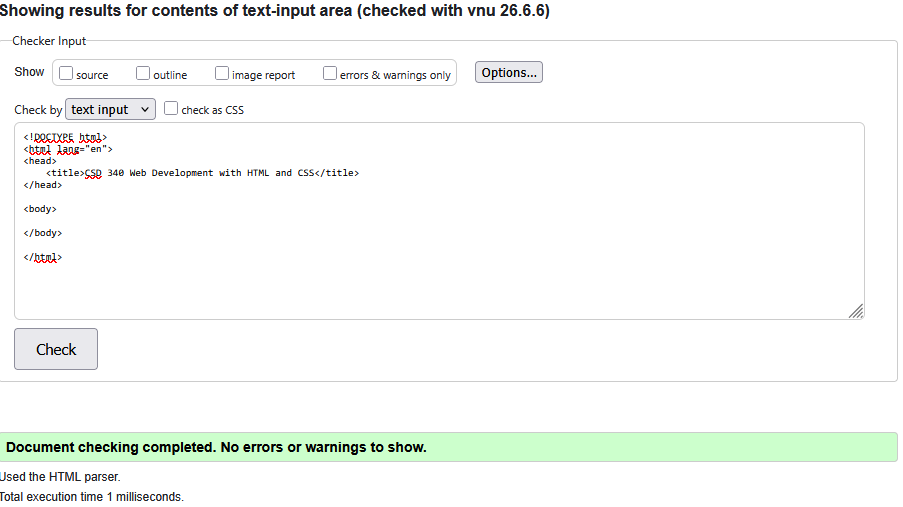 Showing results for contents of text-input area (checked with vnu 26.6.6)
Checker Input
Show source outline image report errors & warnings only Options...
Check by text input check as CSS
<!DOCTYPE html>
<html lang="en">
<head>
    <title>CSD 340 Web Development with HTML and CSS</title>
</head>
<body>
</body>
</html>
Check
Document checking completed. No errors or warnings to show.
Used the HTML parser.
Total execution time 1 milliseconds.